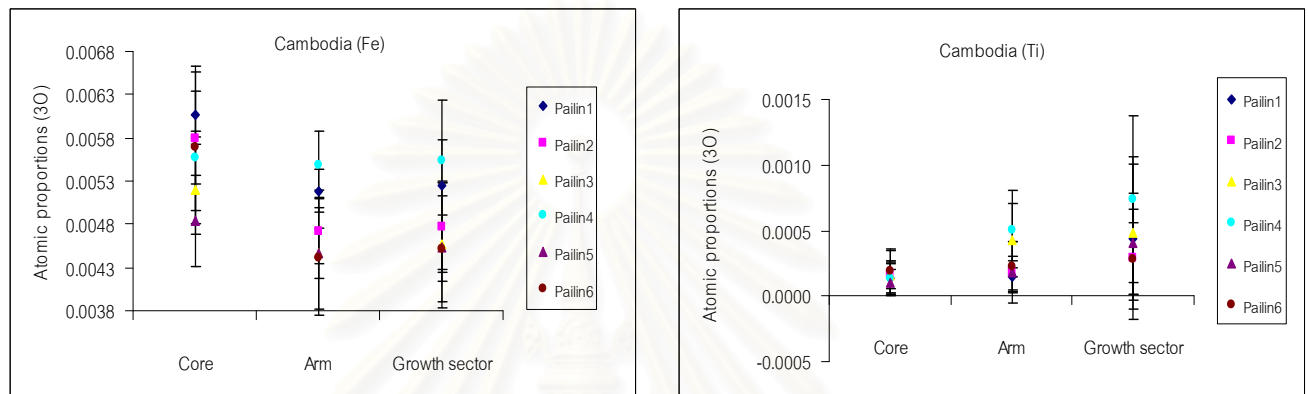 Cambodia (Fe)
Atomic proportions (3O)
0.0068
0.0063
0.0058
0.0053
0.0048
0.0043
0.0038
Core Arm Growth sector
Pailin1
Pailin2
Pailin3
Pailin4
Pailin5
Pailin6
Cambodia (Ti)
Atomic proportions (3O)
0.0015
0.0010
0.0005
0.0000
-0.0005
Core Arm Growth sector
Pailin1
Pailin2
Pailin3
Pailin4
Pailin5
Pailin6